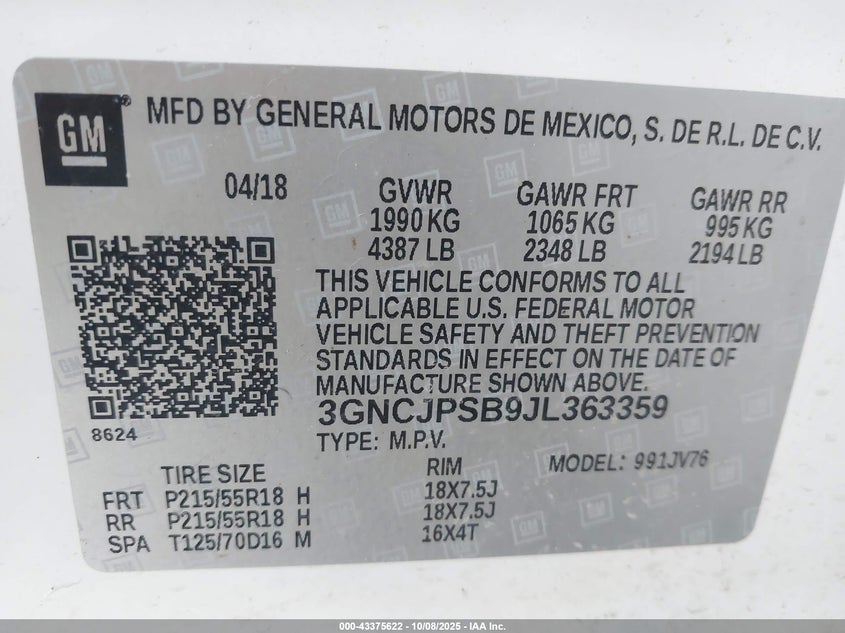 GM ® MFD BY GENERAL MOTORS DE MEXICO, S. DE R.L. DE C.V.
04/18 GVWR GAWR FRT GAWR RR
1990 KG 1065 KG 995 KG
4387 LB 2348 LB 2194 LB
THIS VEHICLE CONFORMS TO ALL
APPLICABLE U.S. FEDERAL MOTOR
VEHICLE SAFETY AND THEFT PREVENTION
STANDARDS IN EFFECT ON THE DATE OF
MANUFACTURE SHOWN ABOVE.
3GNCJPSB9JL363359
8624
TYPE: M.P.V. MODEL: 991JV76
TIRE SIZE RIM
FRT P215/55R18 H 18X7.5J
RR P215/55R18 H 18X7.5J
SPA T125/70D16 M 16X4T
000-43375622 - 10/08/2025 - IAA Inc.